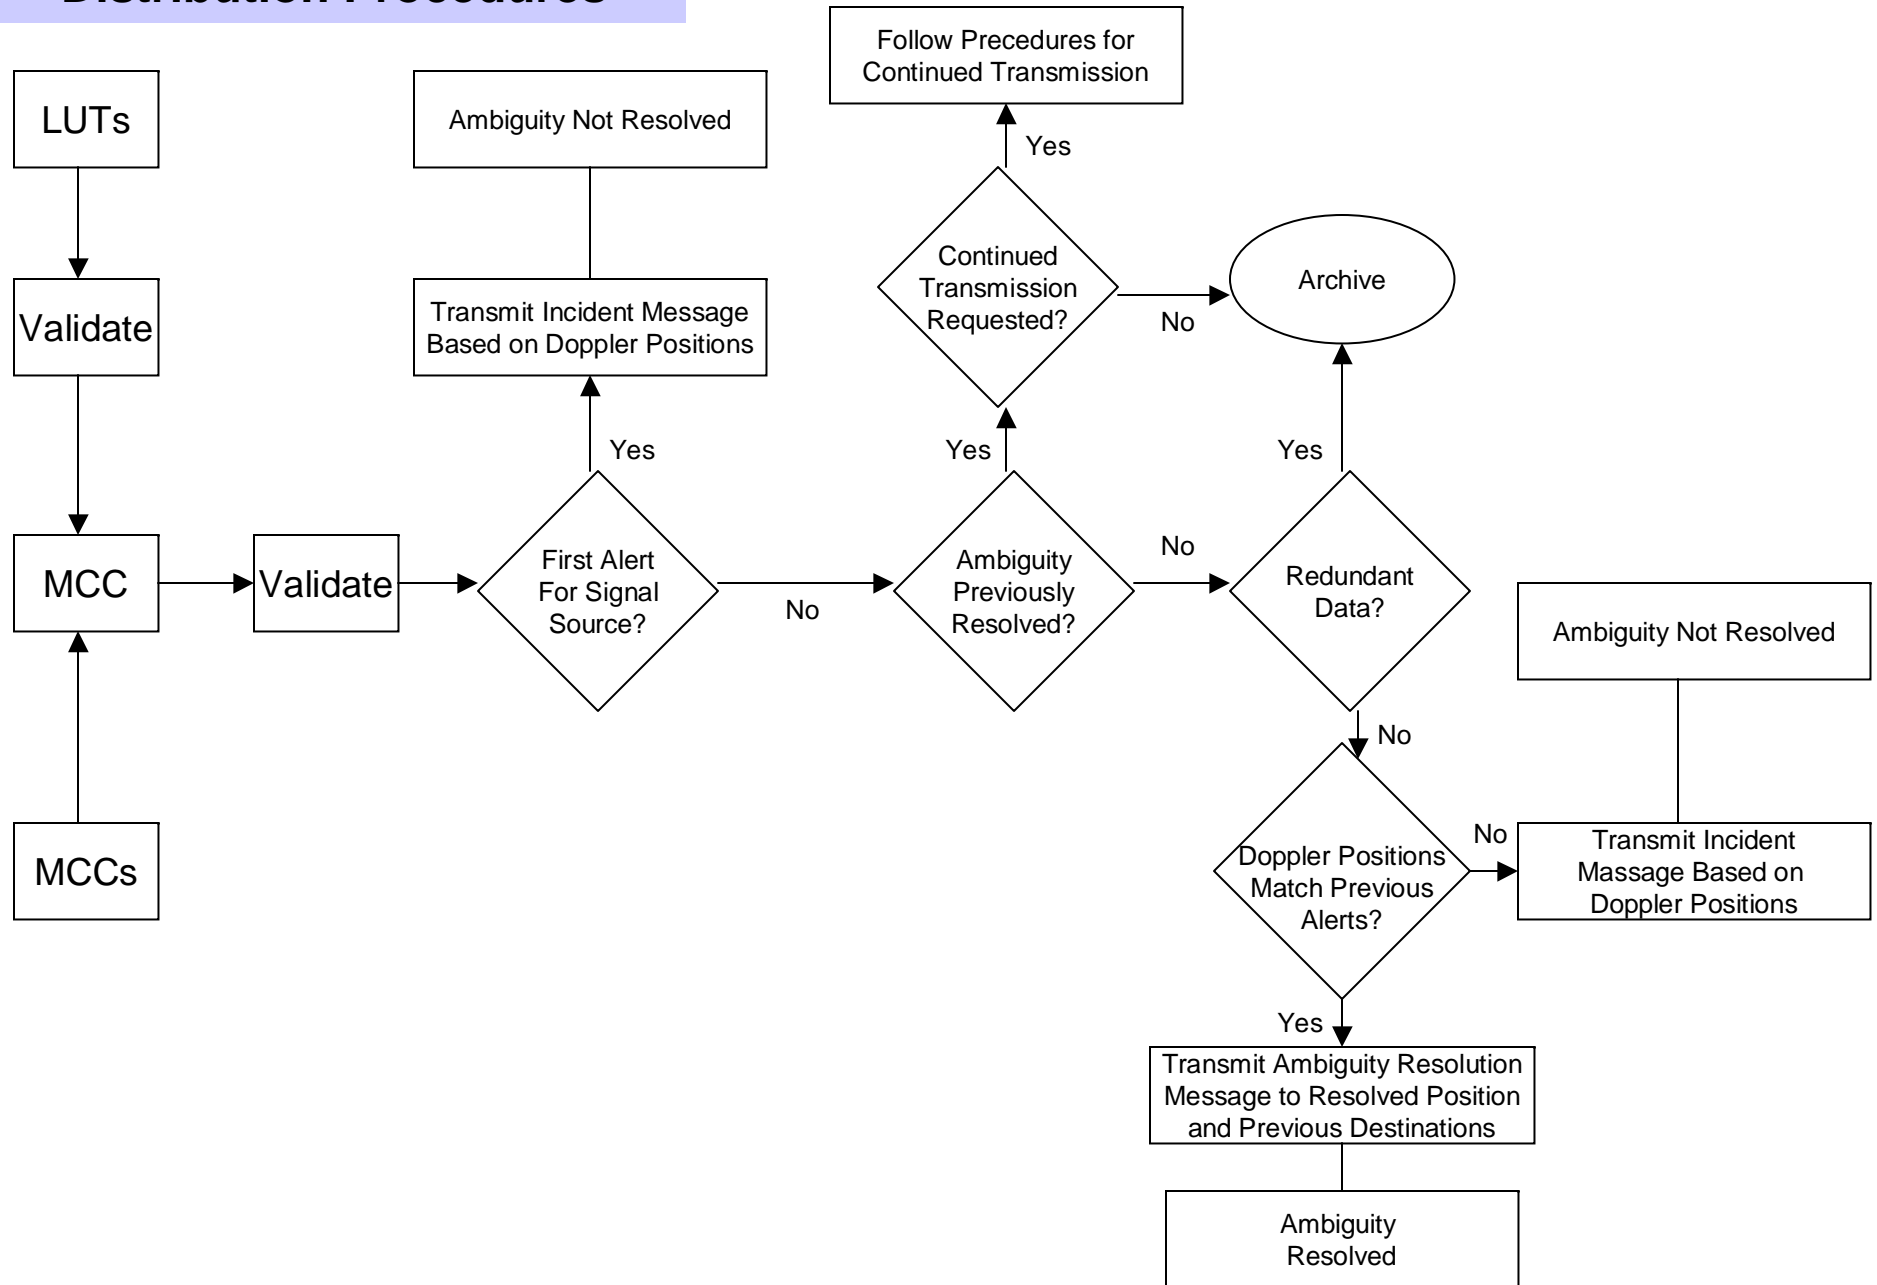 Distribution Procedures
Follow Precedures for
Continued Transmission
LUTs
Ambiguity Not Resolved
Yes
Continued
Transmission
Requested?
Archive
No
Validate
Transmit Incident Message
Based on Doppler Positions
Yes
Yes
Yes
MCC
Validate
First Alert
For Signal
Source?
No
Ambiguity
Previously
Resolved?
No
Redundant
Data?
Ambiguity Not Resolved
No
MCCs
Doppler Positions
Match Previous
Alerts?
No
Transmit Incident
Massage Based on
Doppler Positions
Yes
Transmit Ambiguity Resolution
Message to Resolved Position
and Previous Destinations
Ambiguity
Resolved